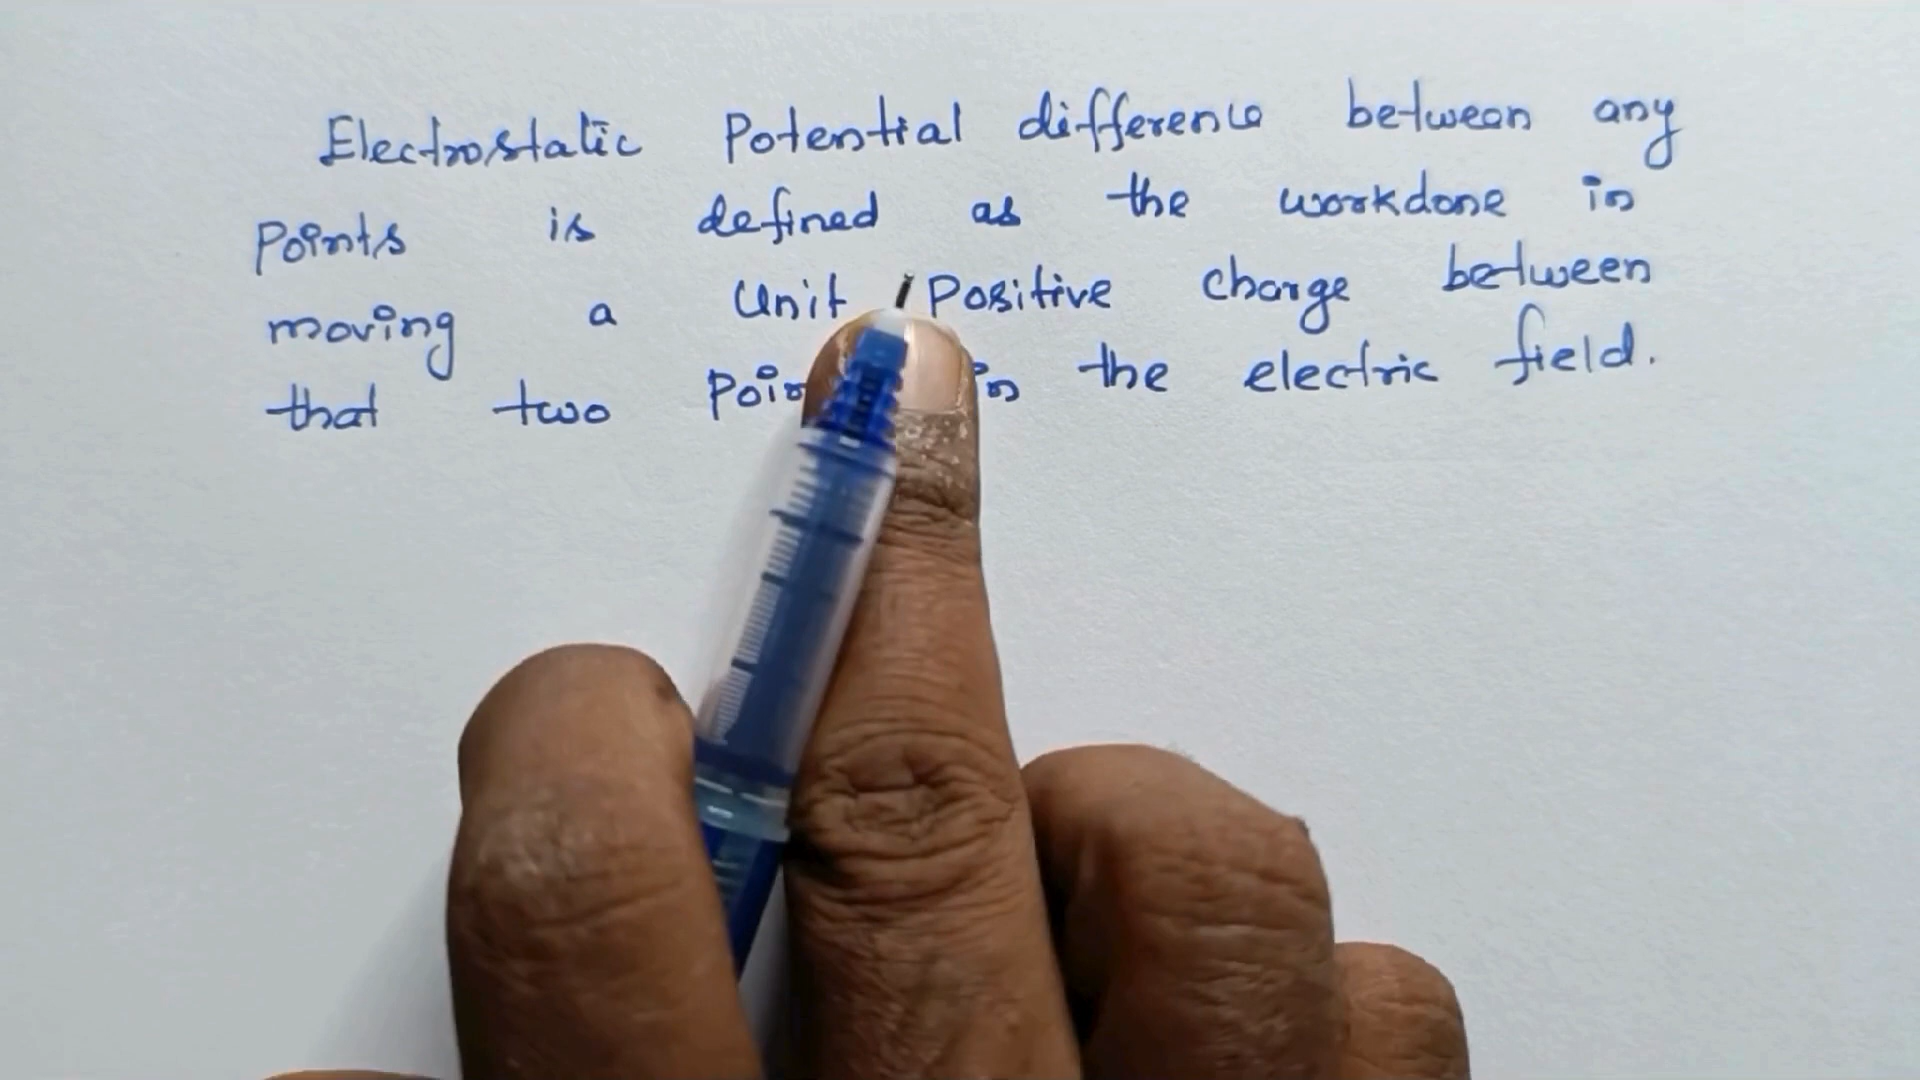 Electrostatic Potential difference between any
Points is defined as the workdone in
moving a Unit Positive charge between
that two in the electric field.